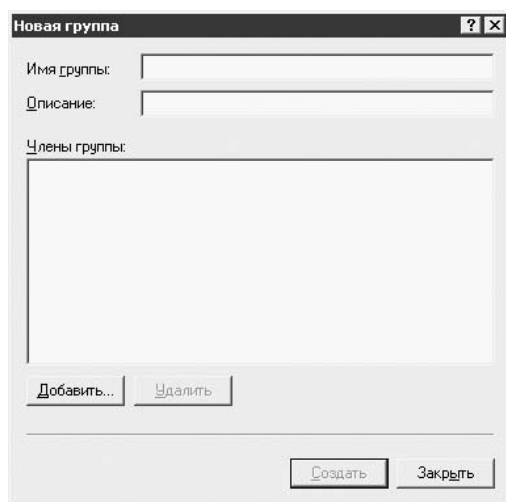 Новая группа
Имя группы:
Описание:
Члены группы:
Добавить... Удалить
Создать Закрыть